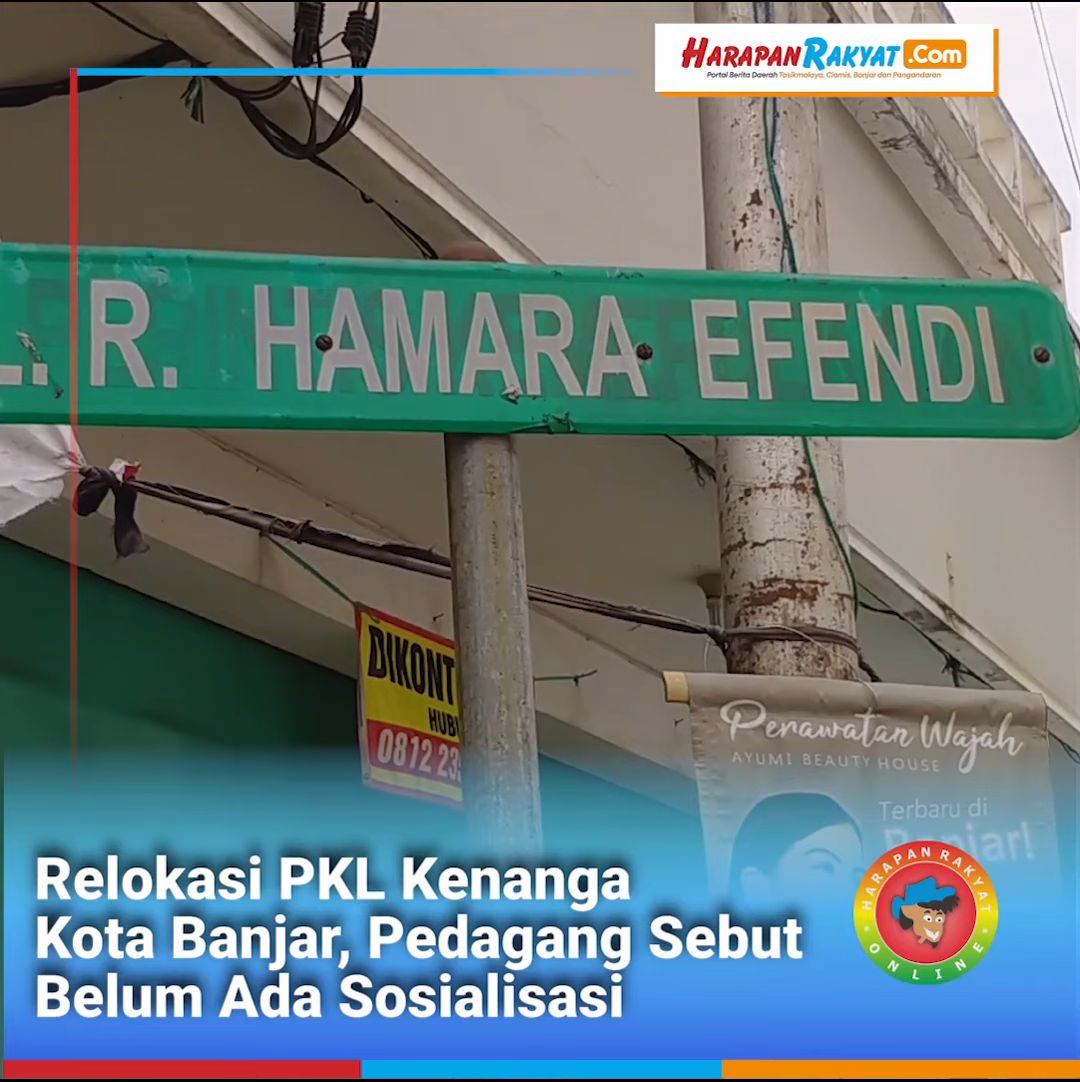 HARAPANRAKYAT.Com
Portal Berita Daerah Tasikmalaya, Ciamis, Banjar dan Pangandaran
L. R. HAMARA EFENDI
DIKONT
HUBU
0812 23
Perawatan Wajah
AYUMI BEAUTY HOUSE
Terbaru di
Banjar!
Relokasi PKL Kenanga
Kota Banjar, Pedagang Sebut
Belum Ada Sosialisasi
HARAPAN RAKYAT
ONLINE